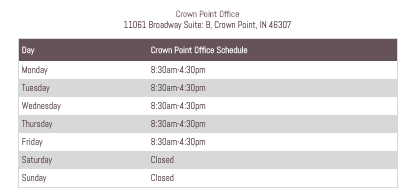 Crown Point Office
11061 Broadway Suite: B, Crown Point, IN 46307
Day Crown Point Office Schedule
Monday 8:30am-4:30pm
Tuesday 8:30am-4:30pm
Wednesday 8:30am-4:30pm
Thursday 8:30am-4:30pm
Friday 8:30am-4:30pm
Saturday Closed
Sunday Closed